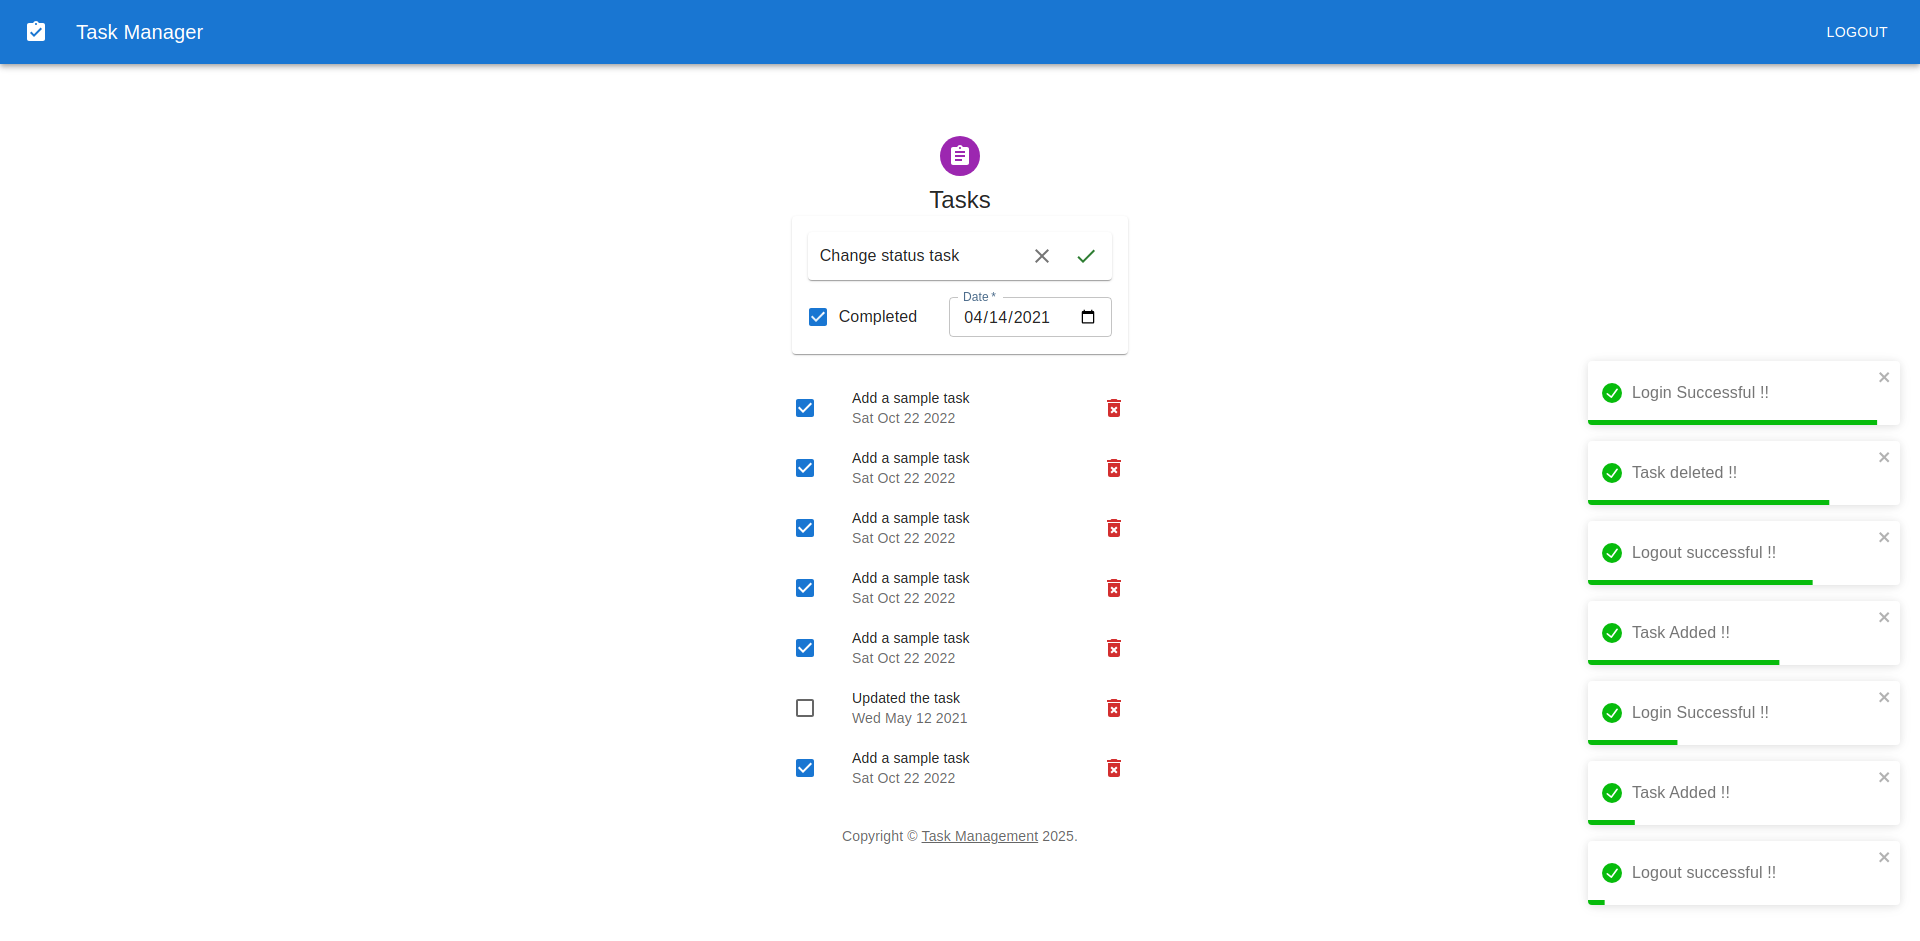 Task Manager
LOGOUT
Tasks
Change status task
Completed
Date *
04/14/2021
Add a sample task
Sat Oct 22 2022
Add a sample task
Sat Oct 22 2022
Add a sample task
Sat Oct 22 2022
Add a sample task
Sat Oct 22 2022
Add a sample task
Sat Oct 22 2022
Updated the task
Wed May 12 2021
Add a sample task
Sat Oct 22 2022
Copyright © Task Management 2025.
Login Successful !!
Task deleted !!
Logout successful !!
Task Added !!
Login Successful !!
Task Added !!
Logout successful !!